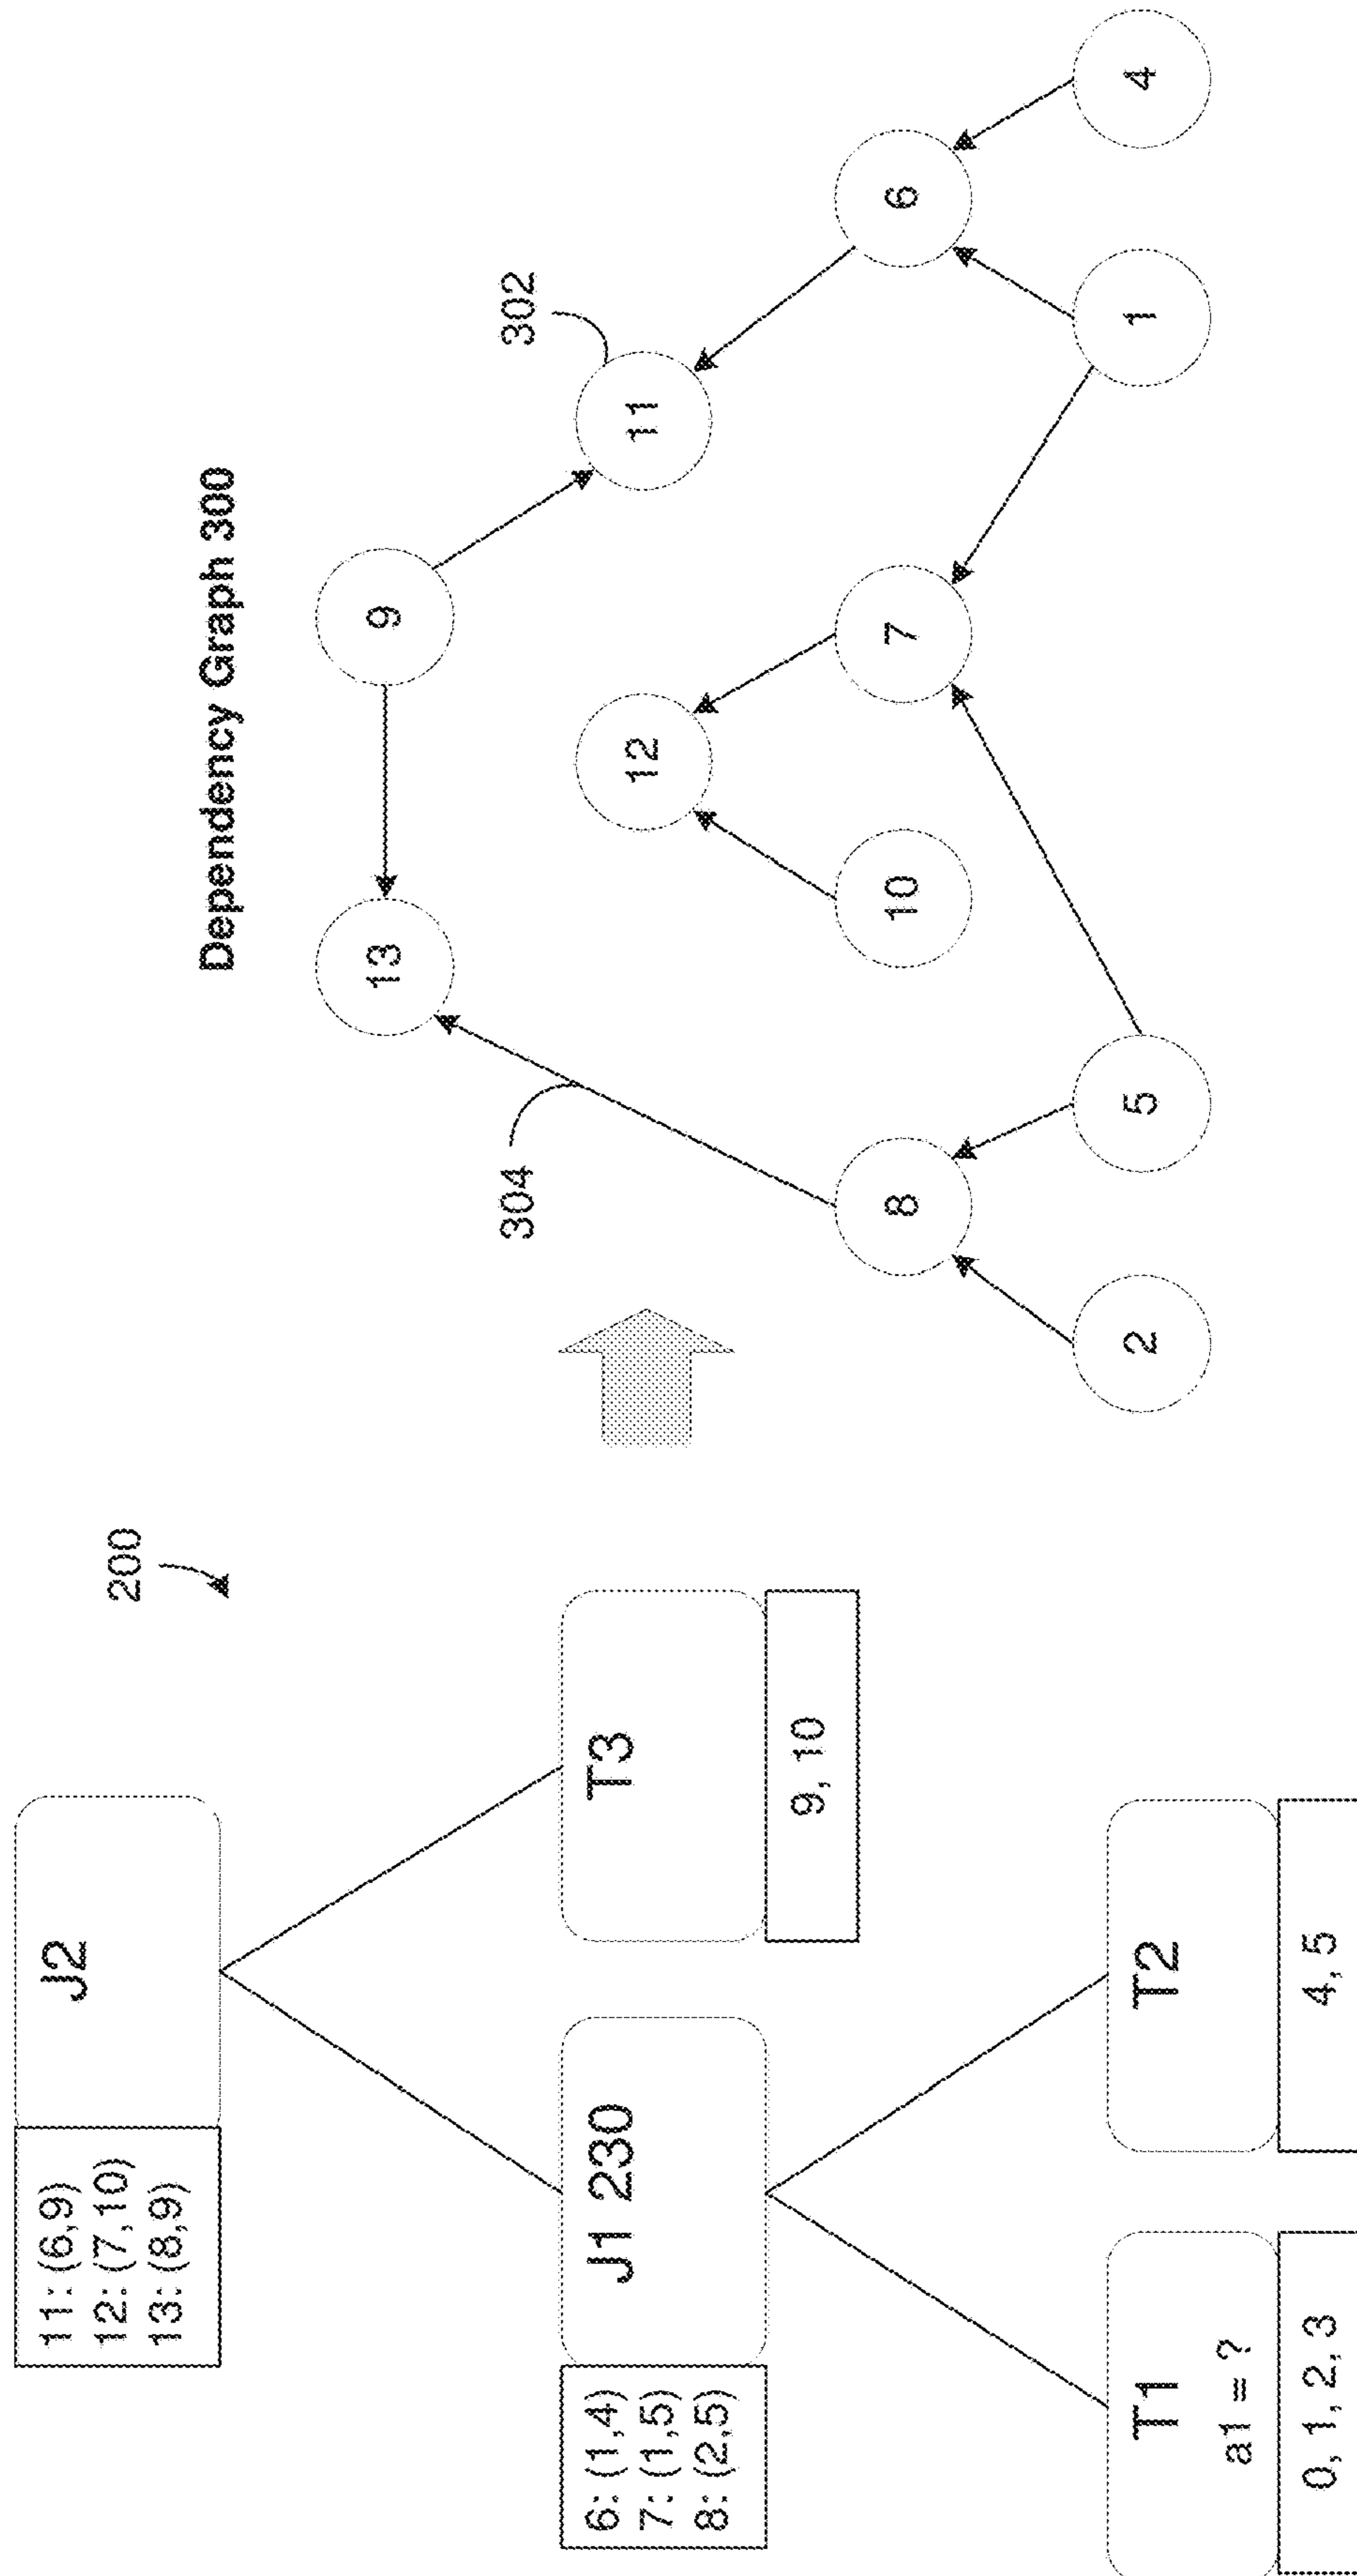 200
J2
11: (6,9)
12: (7,10)
13: (8,9)
J1 230
6: (1,4)
7: (1,5)
8: (2,5)
T3
9, 10
T1
a1 = ?
0, 1, 2, 3
T2
4, 5
Dependency Graph 300
13
9
304
302
12
11
8
10
7
6
2
5
1
4